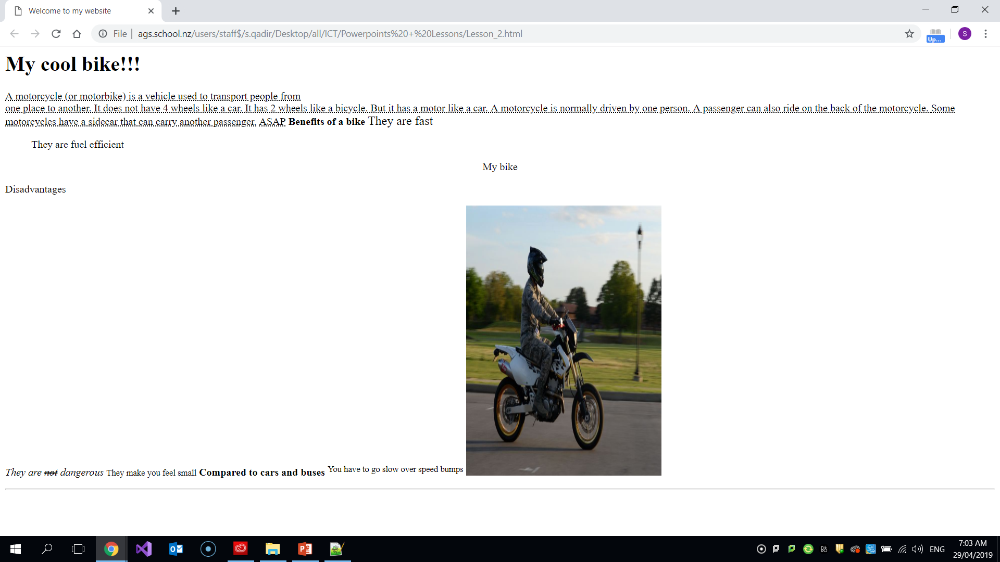 Welcome to my website
File | ags.school.nz/users/staff$/s.qadir/Desktop/all/ICT/Powerpoints%20+%20Lessons/Lesson_2.html
Up...
S
My cool bike!!!
A motorcycle (or motorbike) is a vehicle used to transport people from
one place to another. It does not have 4 wheels like a car. It has 2 wheels like a bicycle. But it has a motor like a car. A motorcycle is normally driven by one person. A passenger can also ride on the back of the motorcycle. Some
motorcycles have a sidecar that can carry another passenger. ASAP Benefits of a bike They are fast
They are fuel efficient
My bike
Disadvantages
They are not dangerous They make you feel small Compared to cars and buses You have to go slow over speed bumps
ENG
7:03 AM
29/04/2019